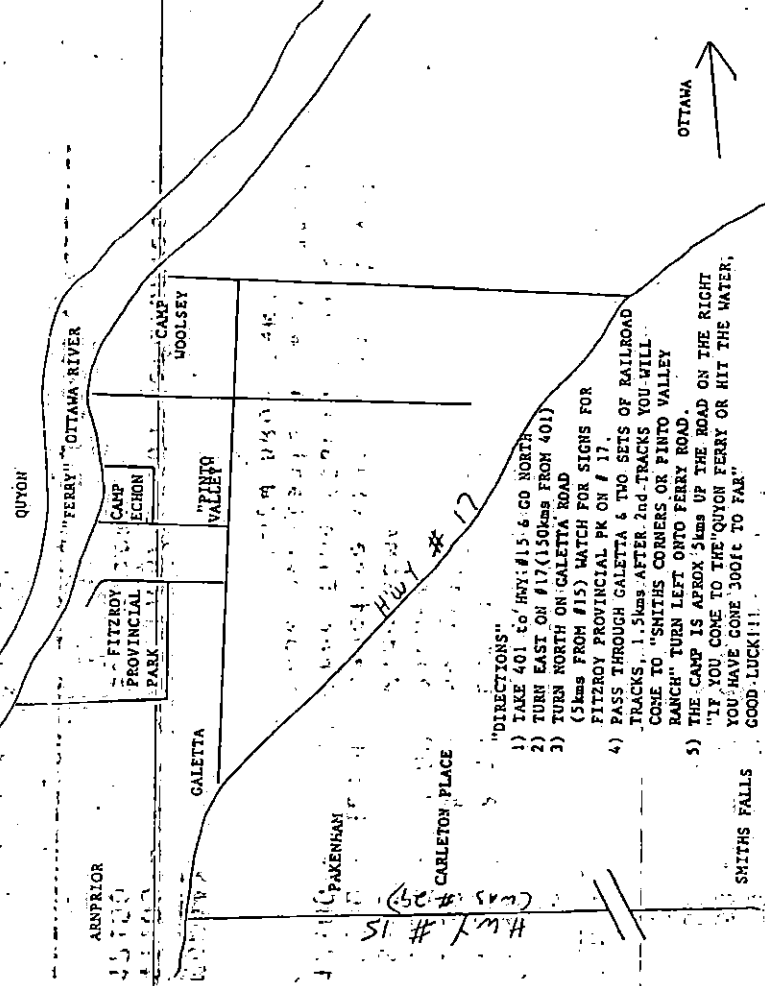 QUYON
"FERRY"
OTTAWA RIVER
CAMP
ECHON
CAMP
WOOLSEY
FITZROY
PROVINCIAL
PARK
"PINTO
VALLEY"
ARNPRIOR
GALETTA
PAKENHAM
CARLETON PLACE
SMITHS FALLS
OTTAWA
HWY # 17
H.W.Y. # 15
(WAS # 29)
"DIRECTIONS"
1) TAKE 401 to HWY #15 & GO NORTH
2) TURN EAST ON #17(150kms FROM 401)
3) TURN NORTH ON GALETTA ROAD
(5kms FROM #15) WATCH FOR SIGNS FOR
FITZROY PROVINCIAL PK ON # 17.
4) PASS THROUGH GALETTA & TWO SETS OF RAILROAD
TRACKS, 1.5kms AFTER 2nd TRACKS YOU WILL
COME TO "SMITHS CORNERS OR PINTO VALLEY
RANCH" TURN LEFT ONTO FERRY ROAD.
5) THE CAMP IS APROX 5kms UP THE ROAD ON THE RIGHT
"IF YOU COME TO THE "QUYON FERRY OR HIT THE WATER,
YOU HAVE GONE 300ft TO FAR"
GOOD LUCK!!!